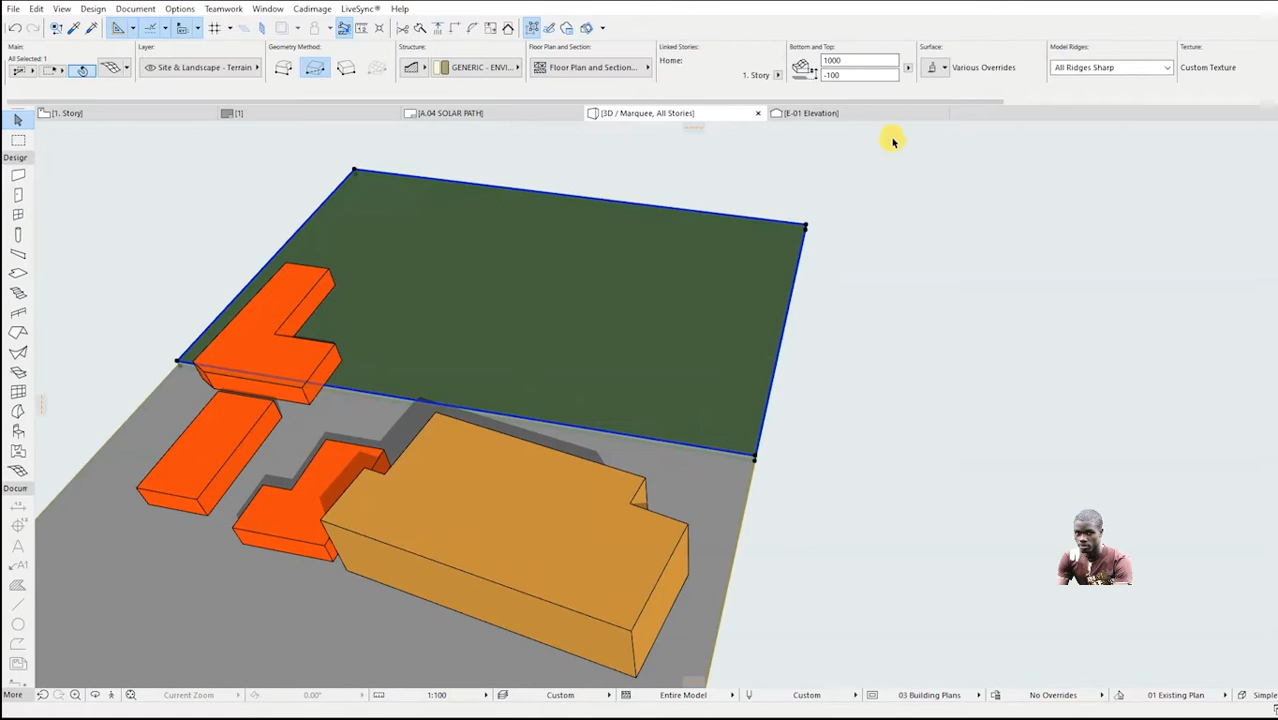 File Edit View Design Document Options Teamwork Window Cadimage LiveSync® Help
Main: Layer: Geometry Method: Structure: Floor Plan and Section: Linked Stories: Bottom and Top: Surface: Model Ridges: Texture:
All Selected: 1
Site & Landscape - Terrain
GENERIC - ENVI...
Floor Plan and Section...
Home:
1. Story
1000
-100
Various Overrides
All Ridges Sharp
Custom Texture
[1. Story] [1] [A.04 SOLAR PATH] [3D / Marquee, All Stories] [E-01 Elevation]
Desigr
Docum
A1
More
Current Zoom 0.00° 1:100 Custom Entire Model Custom 03 Building Plans No Overrides 01 Existing Plan Simple